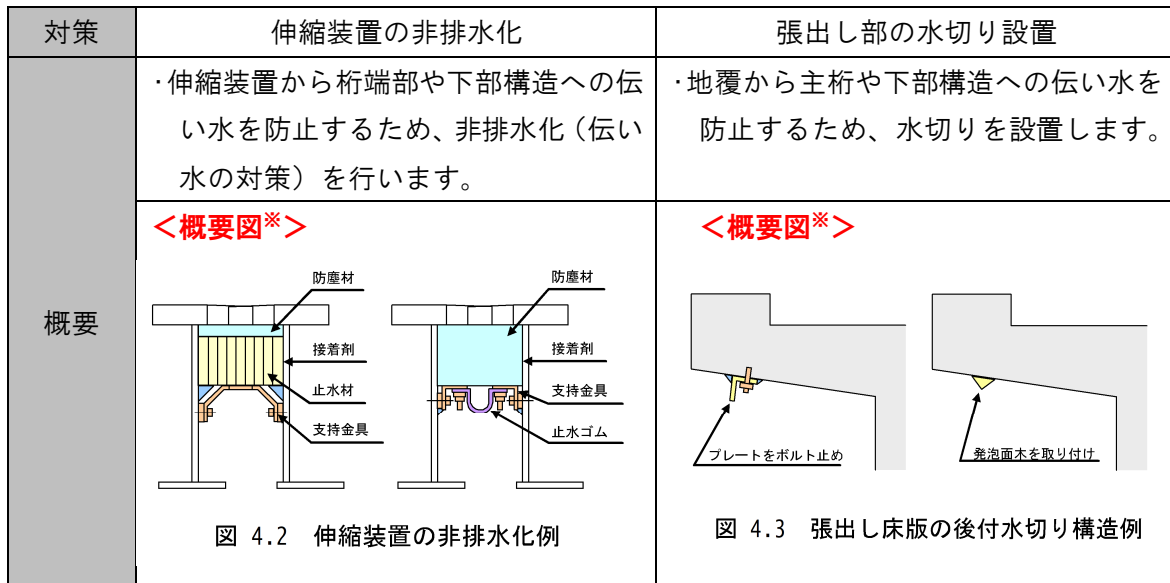 対策
伸縮装置の非排水化
張出し部の水切り設置
概要
・伸縮装置から桁端部や下部構造への伝
い水を防止するため、非排水化（伝い
水の対策）を行います。
・地覆から主桁や下部構造への伝い水を
防止するため、水切りを設置します。
＜概要図※＞
防塵材
接着剤
止水材
支持金具
防塵材
接着剤
支持金具
止水ゴム
図 4.2 伸縮装置の非排水化例
＜概要図※＞
プレートをボルト止め
発泡面木を取り付け
図 4.3 張出し床版の後付水切り構造例